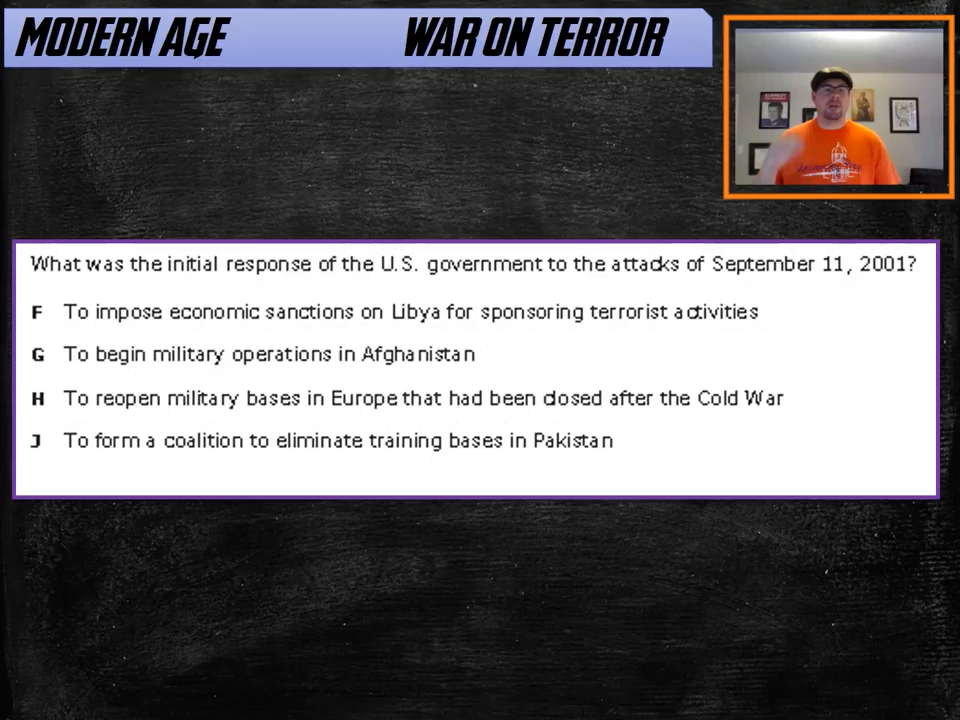 MODERN AGE WAR ON TERROR
What was the initial response of the U.S. government to the attacks of September 11, 2001?
F To impose economic sanctions on Libya for sponsoring terrorist activities
G To begin military operations in Afghanistan
H To reopen military bases in Europe that had been closed after the Cold War
J To form a coalition to eliminate training bases in Pakistan